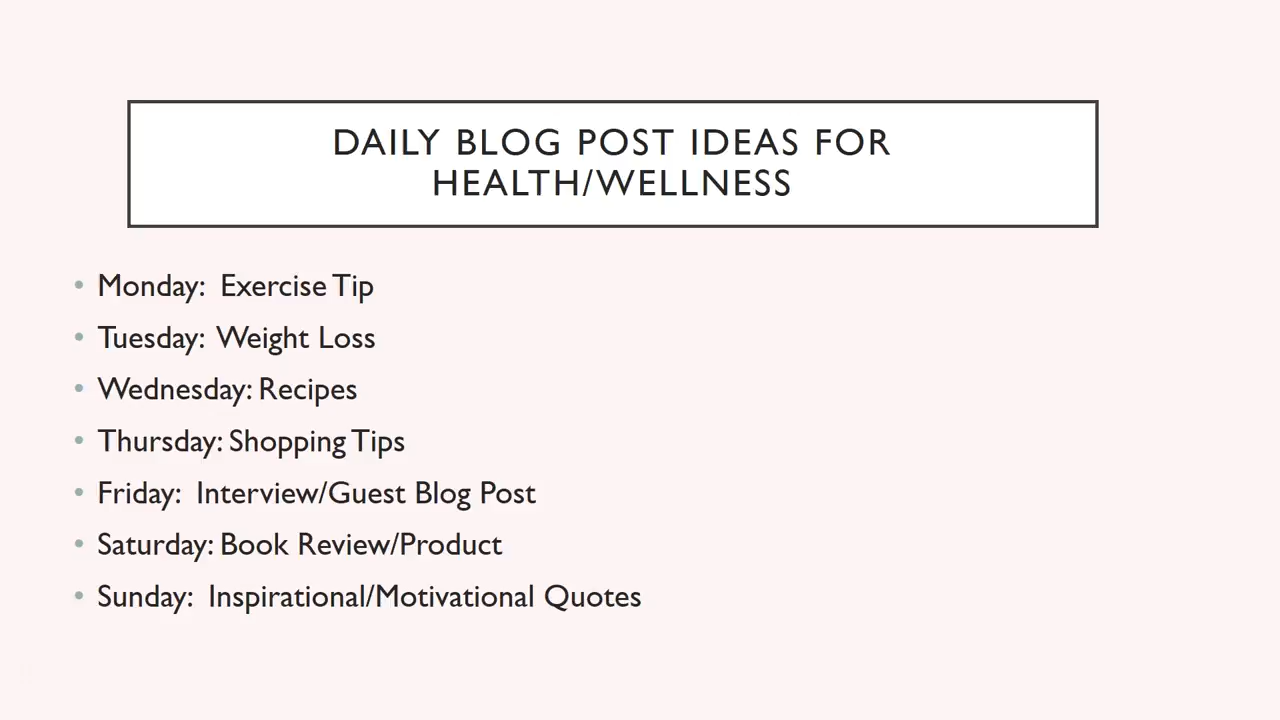 DAILY BLOG POST IDEAS FOR
HEALTH/WELLNESS
• Monday: Exercise Tip
• Tuesday: Weight Loss
• Wednesday: Recipes
• Thursday: Shopping Tips
• Friday: Interview/Guest Blog Post
• Saturday: Book Review/Product
• Sunday: Inspirational/Motivational Quotes